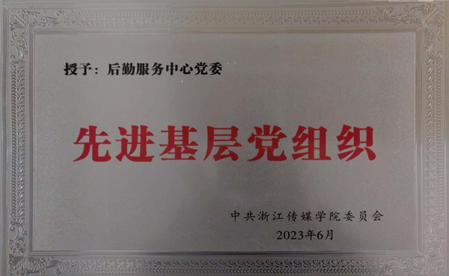 授予：后勤服务中心党委
先进基层党组织
中共浙江传媒学院委员会
2023年6月